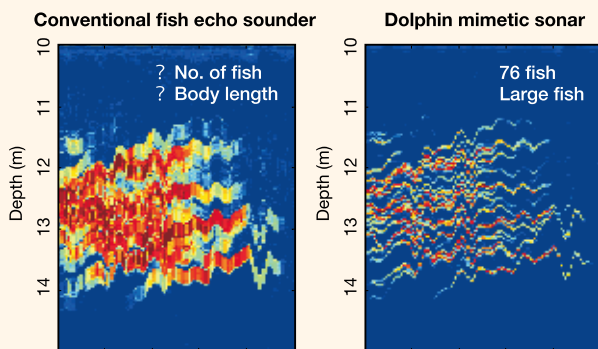 Conventional fish echo sounder
Dolphin mimetic sonar
10
11
12
13
14
Depth (m)
? No. of fish
? Body length
10
11
12
13
14
Depth (m)
76 fish
Large fish